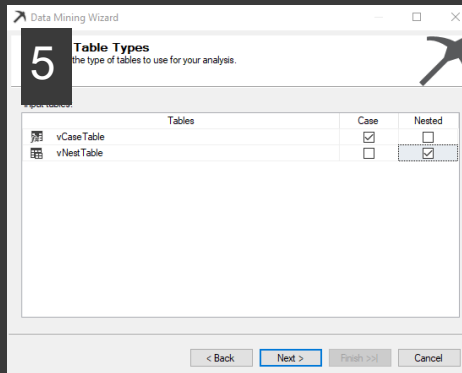 Data Mining Wizard
5
Table Types
the type of tables to use for your analysis.
Tables Case Nested
vCaseTable
vNestTable
< Back Next > Finish >>| Cancel